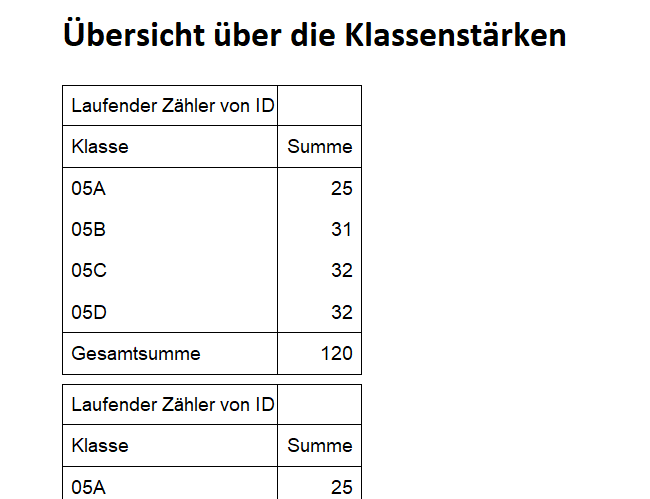 Übersicht über die Klassenstärken
Laufender Zähler von ID
Klasse Summe
05A 25
05B 31
05C 32
05D 32
Gesamtsumme 120
Laufender Zähler von ID
Klasse Summe
05A 25